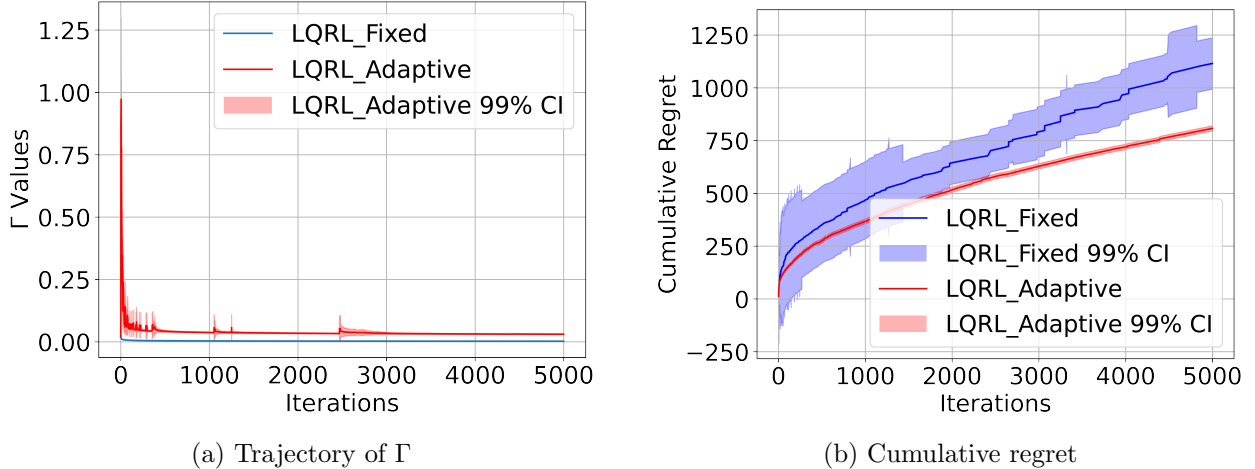 1.25
1.00
0.75
0.50
0.25
0.00
Γ Values
LQRL_Fixed
LQRL_Adaptive
LQRL_Adaptive 99% CI
0 1000 2000 3000 4000 5000
Iterations
(a) Trajectory of Γ
1250
1000
750
500
250
0
−250
Cumulative Regret
LQRL_Fixed
LQRL_Fixed 99% CI
LQRL_Adaptive
LQRL_Adaptive 99% CI
0 1000 2000 3000 4000 5000
Iterations
(b) Cumulative regret